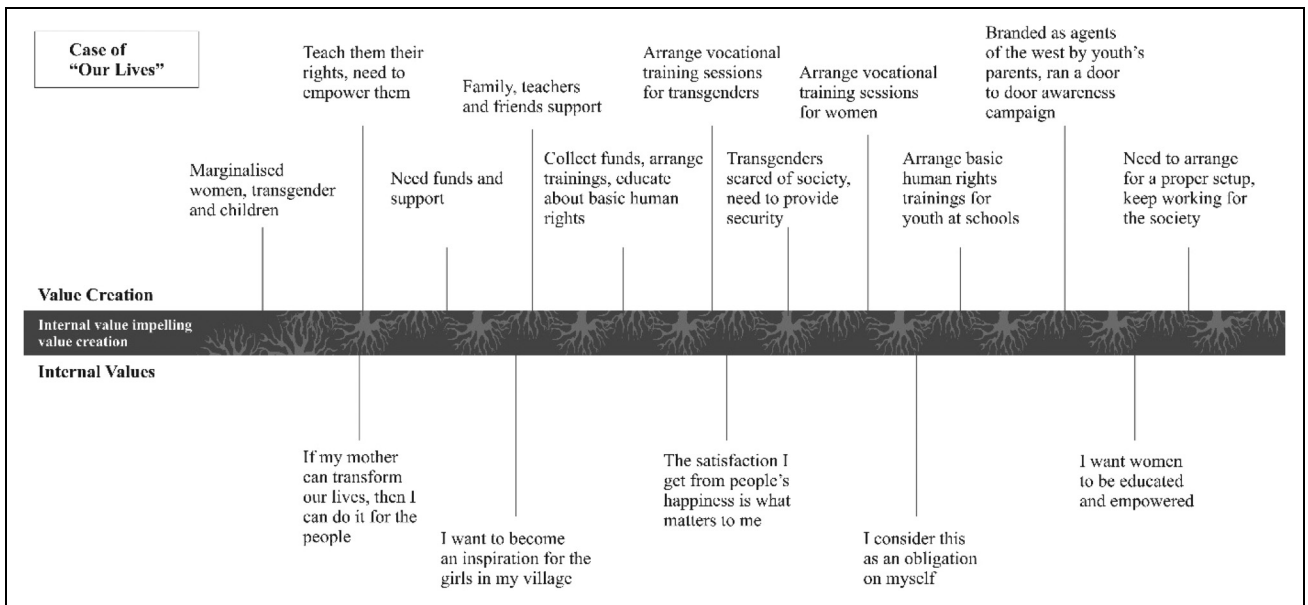 Case of
"Our Lives"
Teach them their
rights, need to
empower them
Family, teachers
and friends support
Arrange vocational
training sessions
for transgenders
Arrange vocational
training sessions
for women
Branded as agents
of the west by youth's
parents, ran a door
to door awareness
campaign
Marginalised
women, transgender
and children
Need funds and
support
Collect funds, arrange
trainings, educate
about basic human
rights
Transgenders
scared of society,
need to provide
security
Arrange basic
human rights
trainings for
youth at schools
Need to arrange
for a proper setup,
keep working for
the society
Value Creation
Internal value impelling
value creation
Internal Values
If my mother
can transform
our lives, then I
can do it for the
people
I want to become
an inspiration for the
girls in my village
The satisfaction I
get from people's
happiness is what
matters to me
I consider this
as an obligation
on myself
I want women
to be educated
and empowered